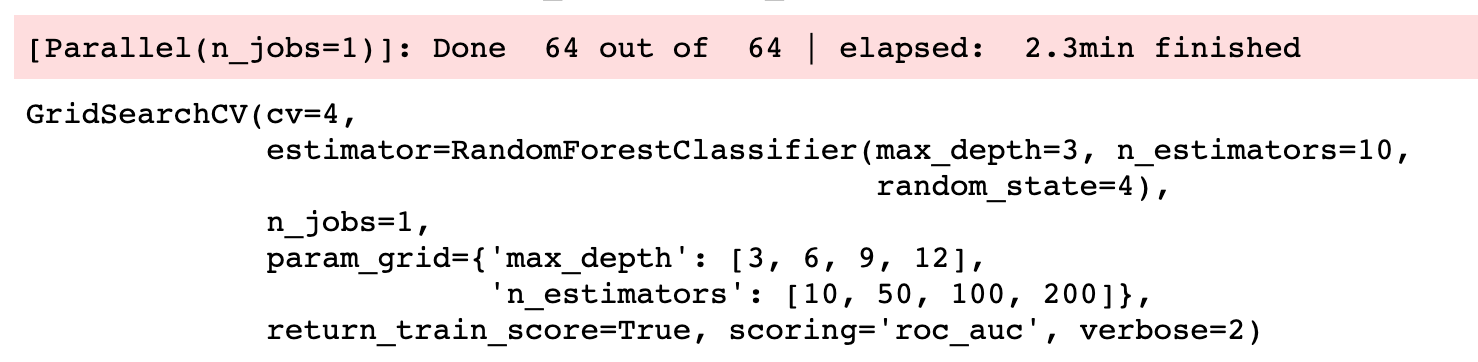 [Parallel(n_jobs=1)]: Done  64 out of  64 | elapsed:  2.3min finished
GridSearchCV(cv=4,
             estimator=RandomForestClassifier(max_depth=3, n_estimators=10,
                                              random_state=4),
             n_jobs=1,
             param_grid={'max_depth': [3, 6, 9, 12],
                         'n_estimators': [10, 50, 100, 200]},
             return_train_score=True, scoring='roc_auc', verbose=2)